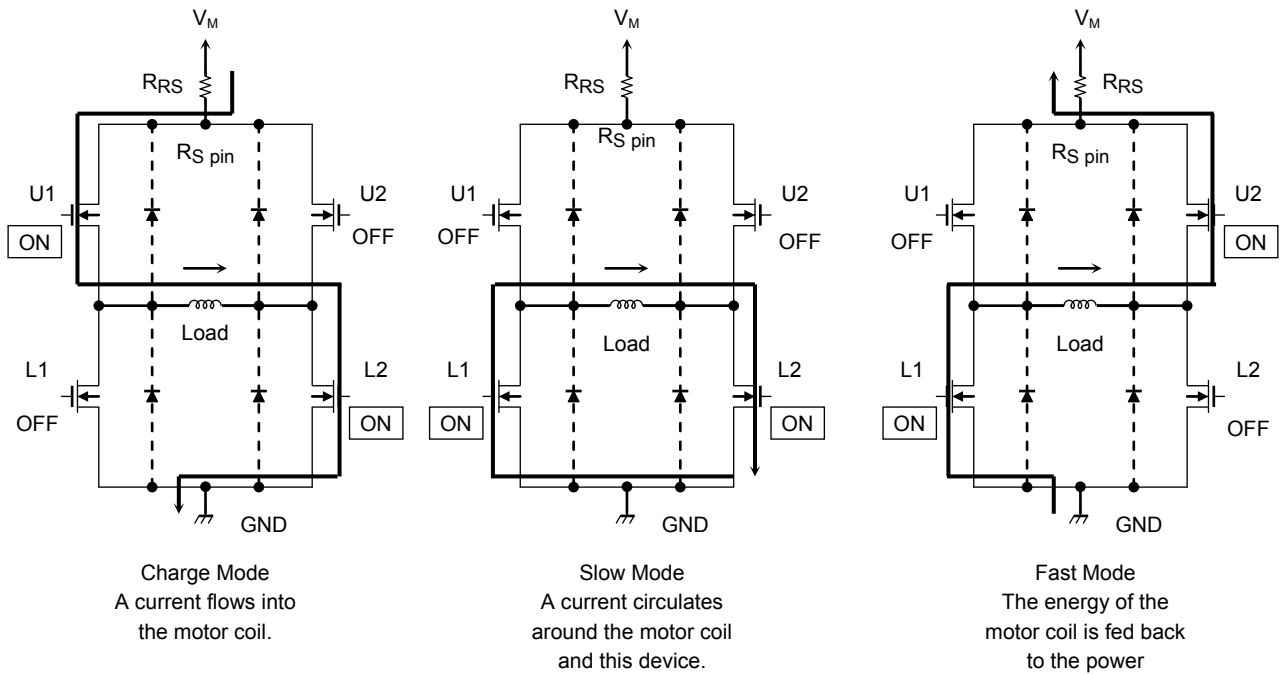 VM
RRS
RS pin
U1
ON
U2
OFF
Load
L1
OFF
L2
ON
GND
Charge Mode
A current flows into
the motor coil.
VM
RRS
RS pin
U1
OFF
U2
OFF
Load
L1
ON
L2
ON
GND
Slow Mode
A current circulates
around the motor coil
and this device.
VM
RRS
RS pin
U1
OFF
U2
ON
Load
L1
ON
L2
OFF
GND
Fast Mode
The energy of the
motor coil is fed back
to the power